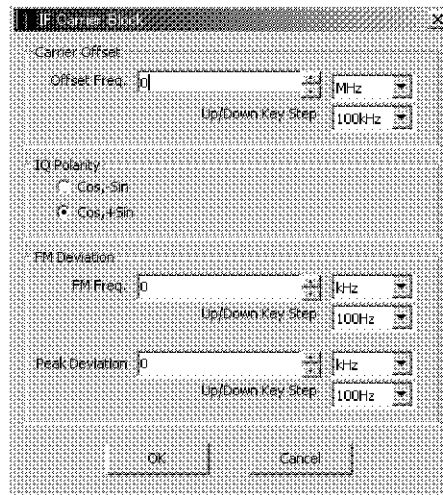 IF Carrier Block
Carrier Offset
Offset Freq. 0 MHz
Up/Down Key Step 100kHz
IQ Polarity
Cos,-Sin
Cos,+Sin
FM Deviation
FM Freq. 0 kHz
Up/Down Key Step 100Hz
Peak Deviation 0 kHz
Up/Down Key Step 100Hz
OK Cancel